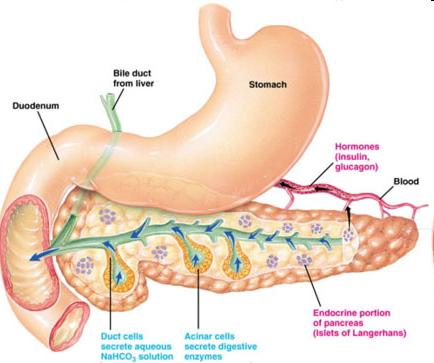 Bile duct
from liver
Stomach
Duodenum
Hormones
(insulin,
glucagon)
Blood
Endocrine portion
of pancreas
(Islets of Langerhans)
Duct cells
secrete aqueous
NaHCO₃ solution
Acinar cells
secrete digestive
enzymes